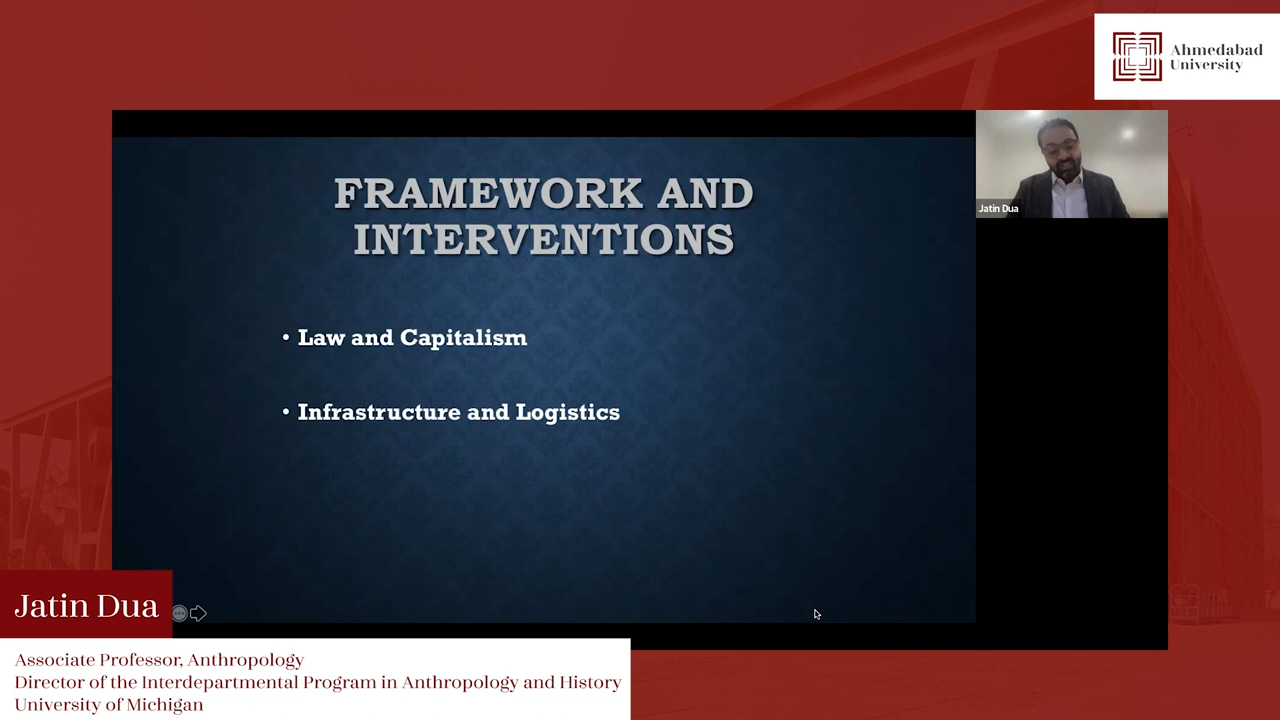 Ahmedabad
University
FRAMEWORK AND
INTERVENTIONS
• Law and Capitalism
• Infrastructure and Logistics
Jatin Dua
Jatin Dua
Associate Professor, Anthropology
Director of the Interdepartmental Program in Anthropology and History
University of Michigan